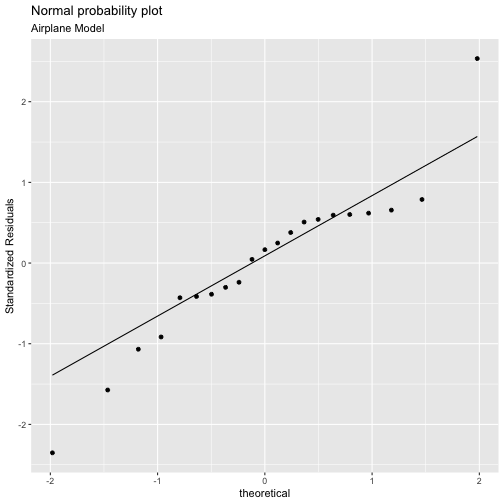 Normal probability plot
Airplane Model
Standardized Residuals
2
1
0
-1
-2
-2 -1 0 1 2
theoretical